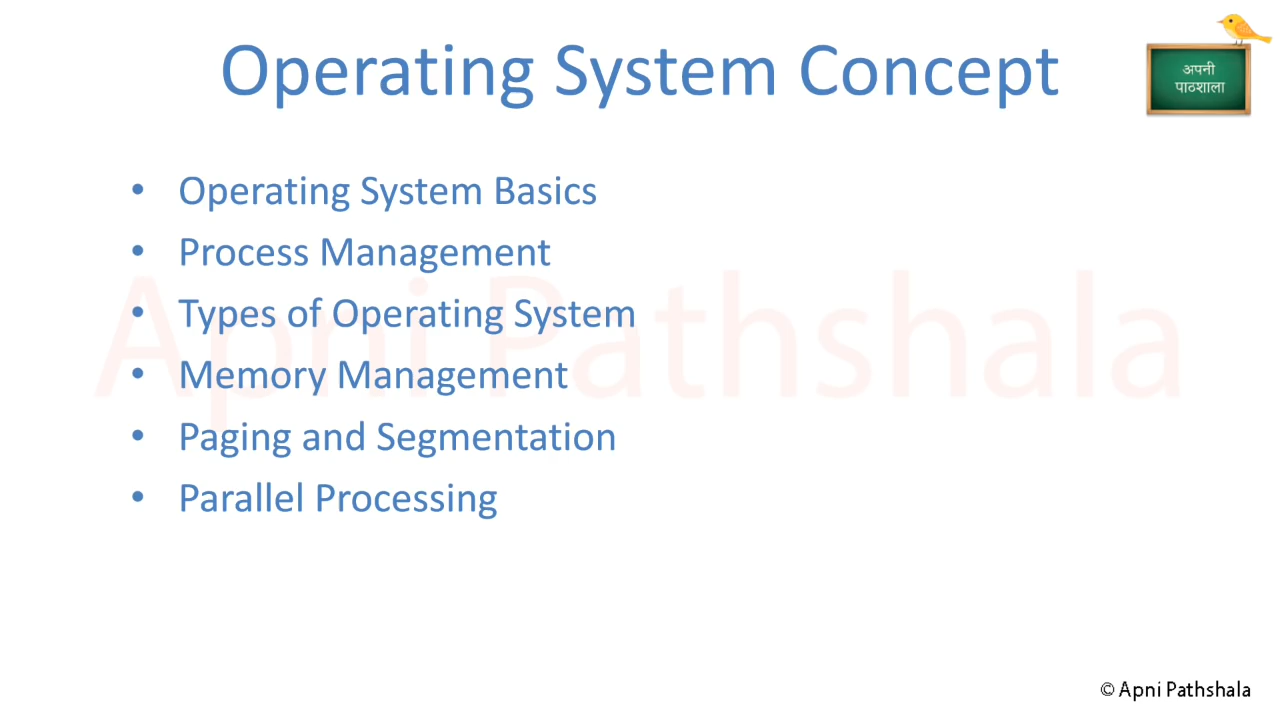 Operating System Concept
अपनी
पाठशाला
• Operating System Basics
• Process Management
• Types of Operating System
• Memory Management
• Paging and Segmentation
• Parallel Processing
Apni Pathshala
© Apni Pathshala